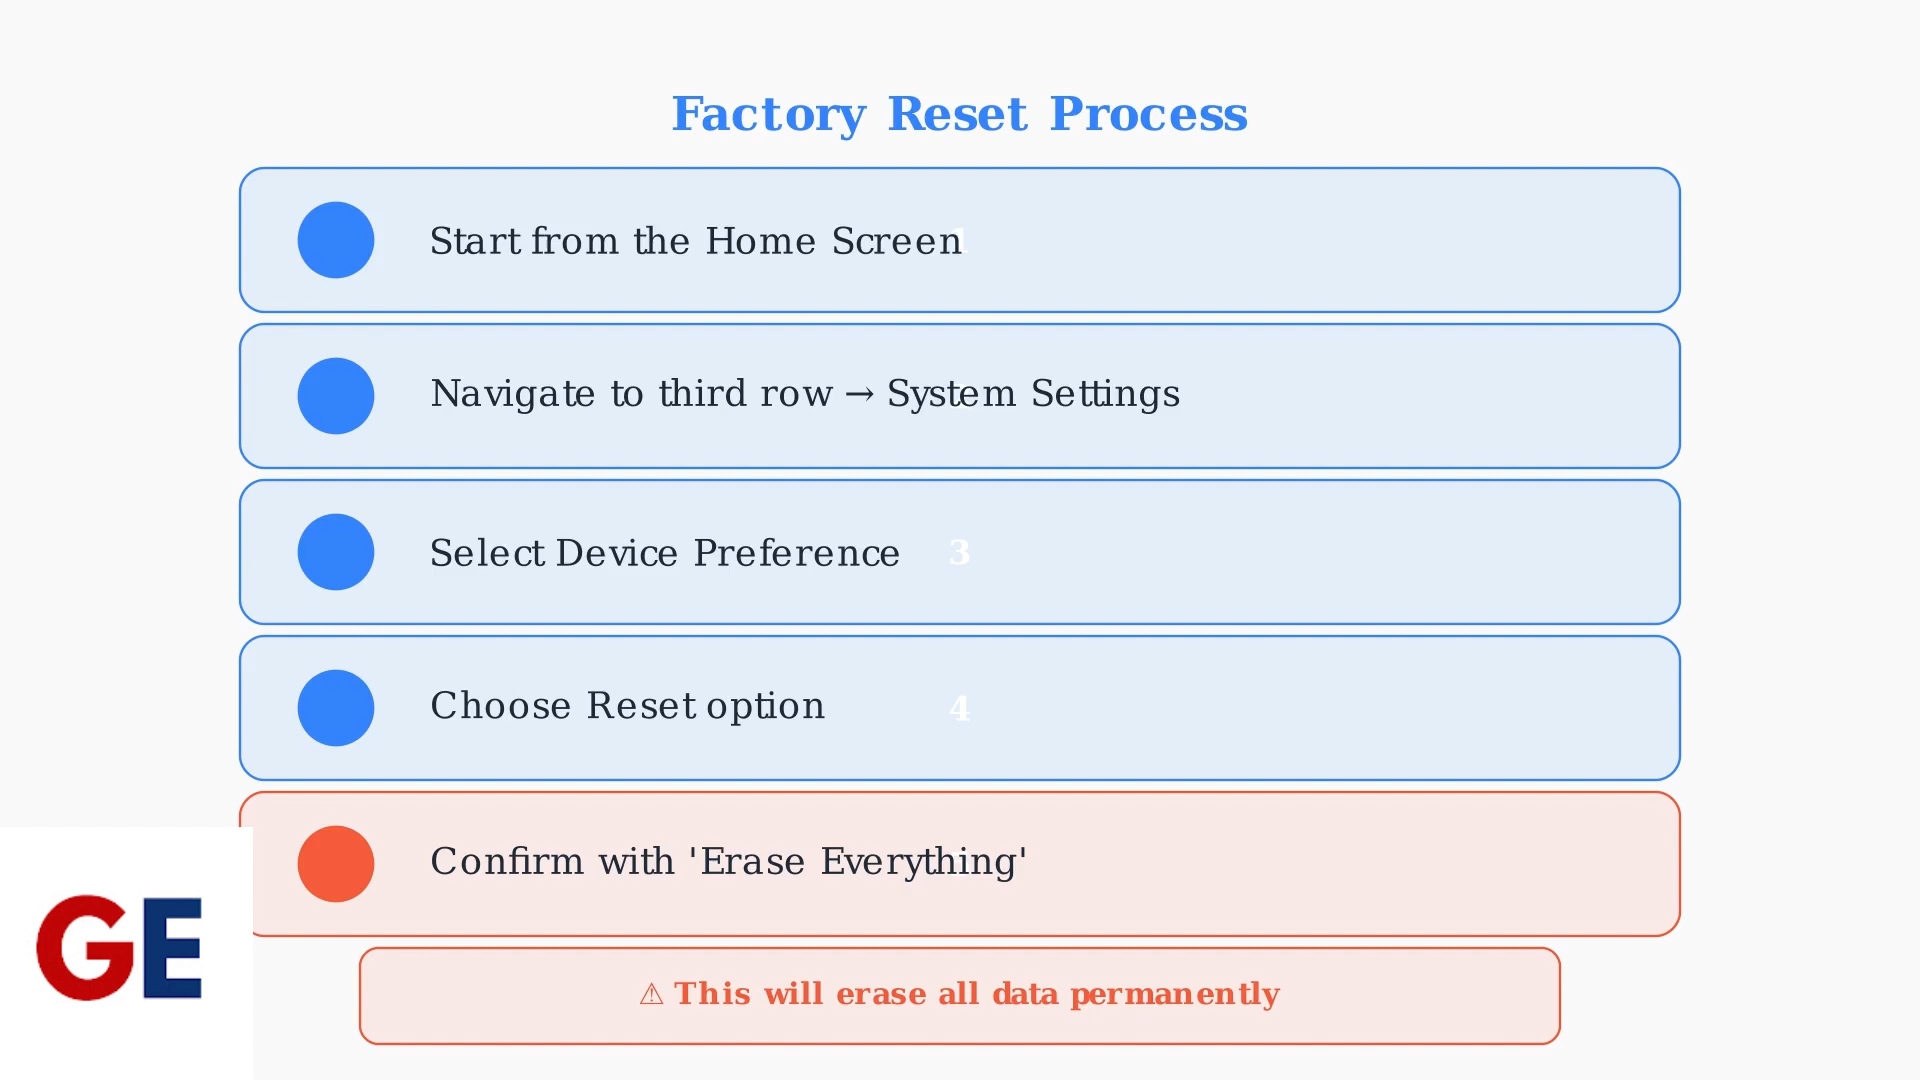 Factory Reset Process
Start from the Home Screen
1
Navigate to third row → System Settings
Select Device Preference
3
Choose Reset option
4
Confirm with 'Erase Everything'
⚠ This will erase all data permanently
GE